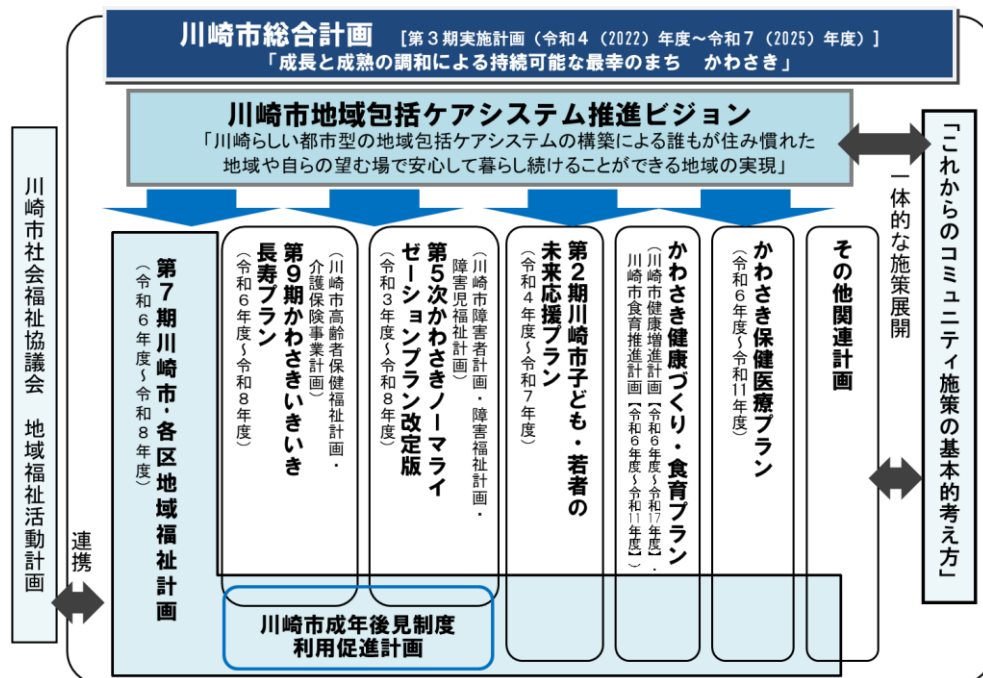 川崎市総合計画 [第3期実施計画(令和4(2022)年度~令和7(2025)年度)]
「成長と成熟の調和による持続可能な最幸のまち かわさき」
川崎市地域包括ケアシステム推進ビジョン
「川崎らしい都市型の地域包括ケアシステムの構築による誰もが住み慣れた
地域や自らの望む場で安心して暮らし続けることができる地域の実現」
「これからのコミュニティ施策の基本的考え方」
一体的な施策展開
その他関連計画
かわさき保健医療プラン
(令和6年度~令和11年度)
かわさき健康づくり・食育プラン
(川崎市健康増進計画【令和6年度~令和17年度】・
川崎市食育推進計画【令和6年度~令和11年度】)
第2期川崎市子ども・若者の
未来応援プラン
(令和4年度~令和7年度)
(川崎市障害者計画・障害福祉計画・
障害児福祉計画)
第5次かわさきノーマライ
ゼーションプラン改定版
(令和3年度~令和8年度)
(川崎市高齢者保健福祉計画・
介護保険事業計画)
第9期かわさきいきいき
長寿プラン
(令和6年度~令和8年度)
第7期川崎市・各区地域福祉計画
(令和6年度~令和8年度)
連携
川崎市社会福祉協議会 地域福祉活動計画
川崎市成年後見制度
利用促進計画